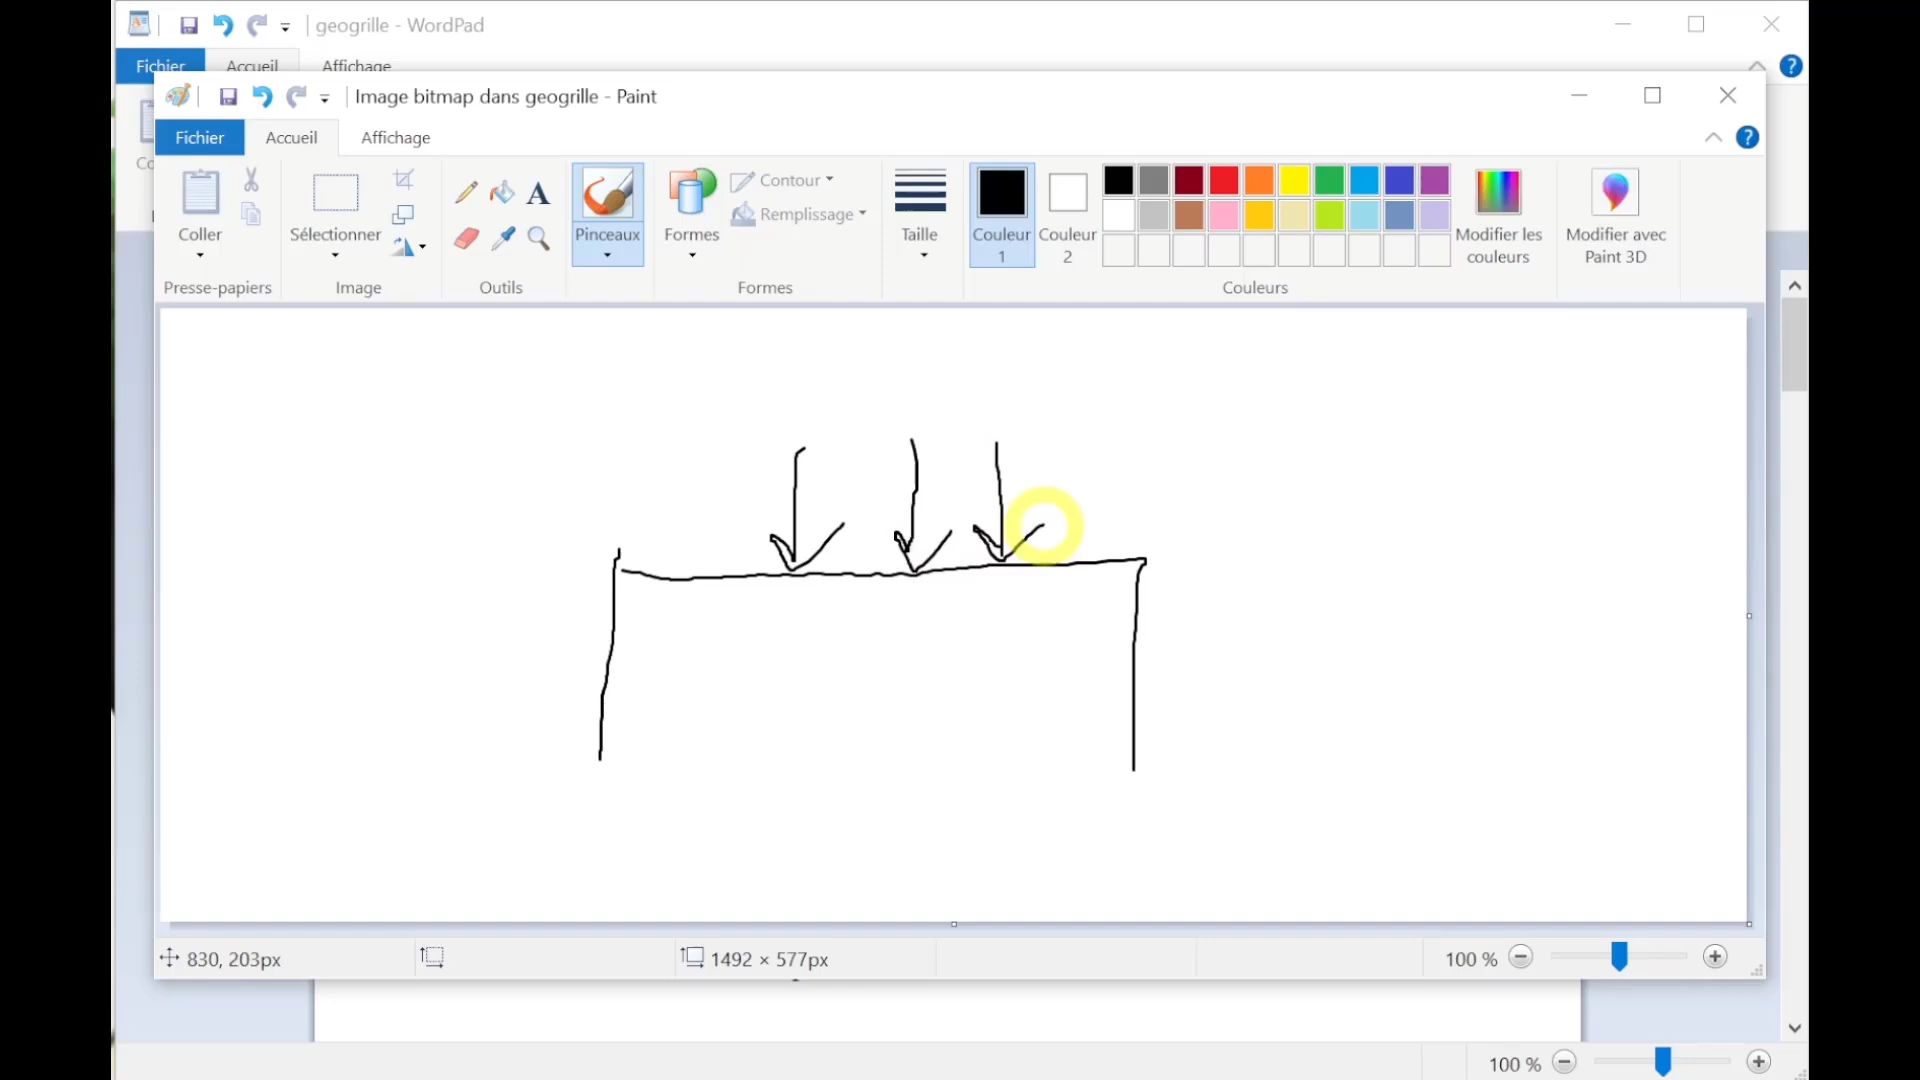 geogrille - WordPad
Fichier Accueil Affichage
Image bitmap dans geogrille - Paint
Fichier Accueil Affichage
Coller
Sélectionner
A
Pinceaux
Formes
Contour
Remplissage
Taille
Couleur 1
Couleur 2
Modifier les couleurs
Modifier avec Paint 3D
Presse-papiers Image Outils Formes Couleurs
830, 203px 1492 × 577px 100 %
100 %